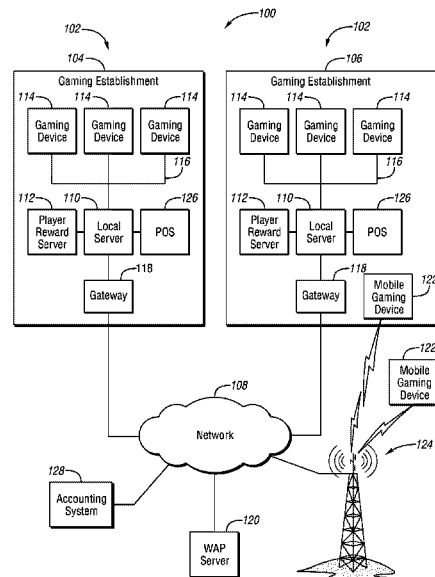 100
102
102
104
106
Gaming Establishment
Gaming Establishment
114
114
114
114
114
114
Gaming Device
Gaming Device
Gaming Device
Gaming Device
Gaming Device
Gaming Device
116
116
112
110
126
112
110
126
Player Reward Server
Local Server
POS
Player Reward Server
Local Server
POS
118
118
Gateway
Gateway
122
Mobile Gaming Device
122
Mobile Gaming Device
108
Network
124
128
Accounting System
120
WAP Server